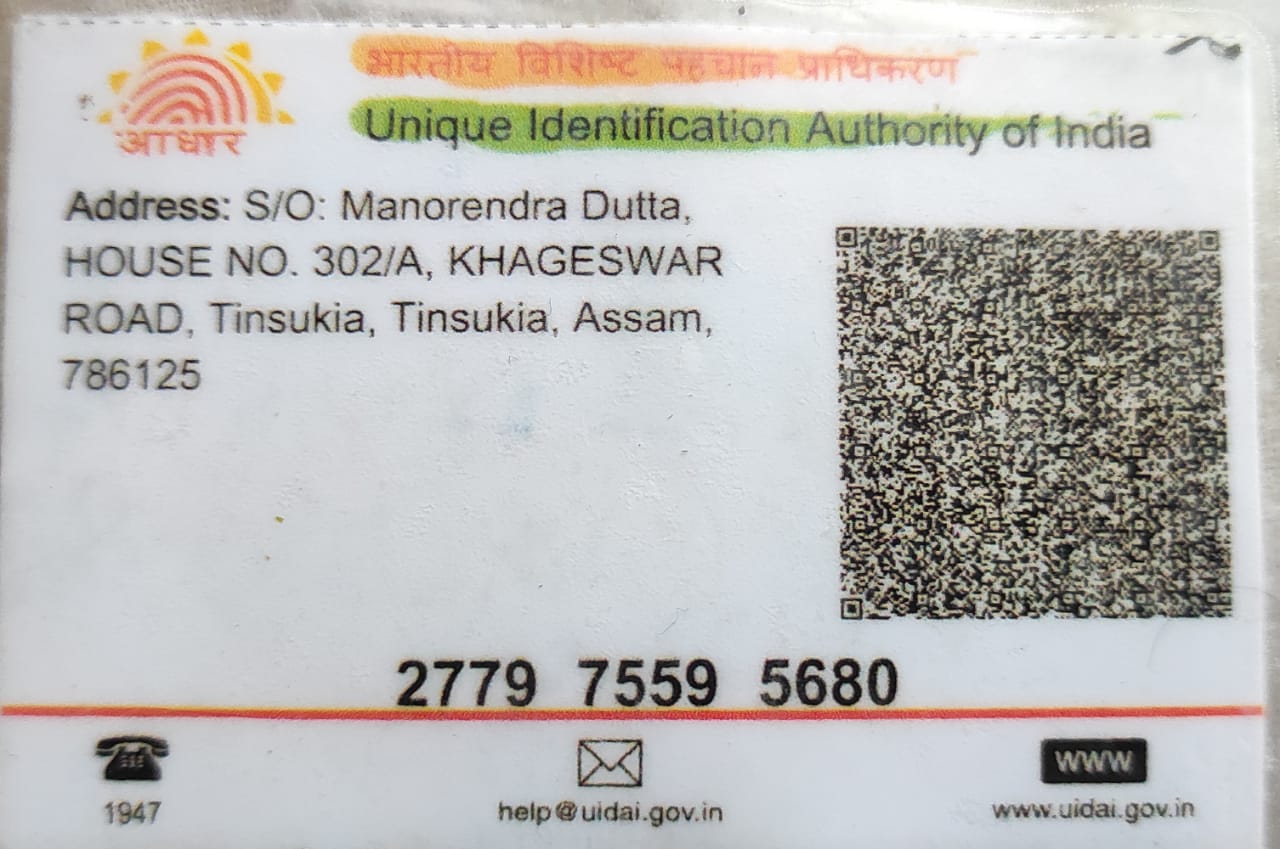 आधार
भारतीय विशिष्ट पहचान प्राधिकरण
Unique Identification Authority of India
Address: S/O: Manorendra Dutta,
HOUSE NO. 302/A, KHAGESWAR
ROAD, Tinsukia, Tinsukia, Assam,
786125
2779 7559 5680
1947
help@uidai.gov.in
WWW
www.uidai.gov.in